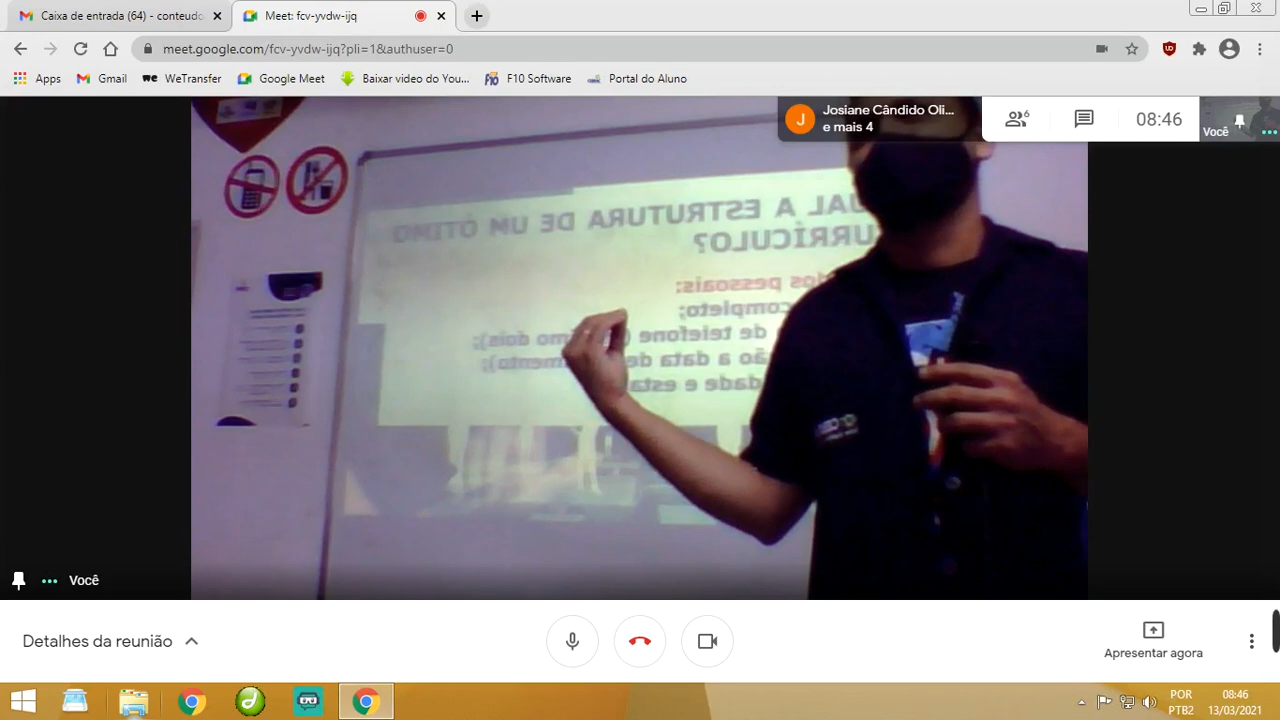 Caixa de entrada (64) - conteudo
Meet: fcv-yvdw-ijq
meet.google.com/fcv-yvdw-ijq?pli=1&authuser=0
Apps
Gmail
WeTransfer
Google Meet
Baixar video do You...
F10 Software
Portal do Aluno
J
Josiane Cândido Oli...
e mais 4
6
08:46
Você
UAL A ESTRUTURA DE UM ÓTIMO
URRÍCULO?
dos pessoais:
completo;
de telefone
dois);
ão a data de
mento);
dade e
Você
Detalhes da reunião
Apresentar agora
POR
PTB2
08:46
13/03/2021